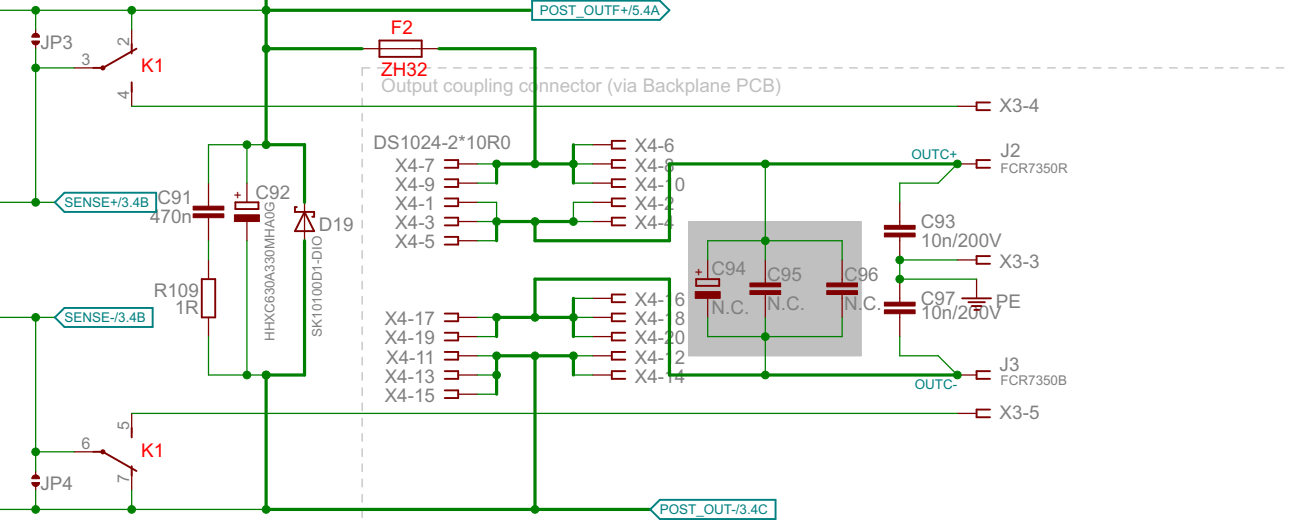 POST_OUTF+/5.4A
F2
ZH32
JP3
2
3
K1
4
Output coupling connector (via Backplane PCB)
X3-4
DS1024-2*10R0
X4-7
X4-9
X4-1
X4-3
X4-5
X4-6
X4-8
X4-10
X4-2
X4-4
OUTC+
J2
FCR7350R
SENSE+/3.4B
C91
470n
+
C92
HHXC630A330MHA0G
D19
SK10100D1-DIO
R109
1R
C93
10n/200V
X3-3
+
C94
N.C.
C95
N.C.
C96
N.C.
C97
10n/200V
PE
SENSE-/3.4B
X4-17
X4-19
X4-11
X4-13
X4-15
X4-16
X4-18
X4-20
X4-12
X4-14
OUTC-
J3
FCR7350B
X3-5
5
6
K1
7
JP4
POST_OUT-/3.4C